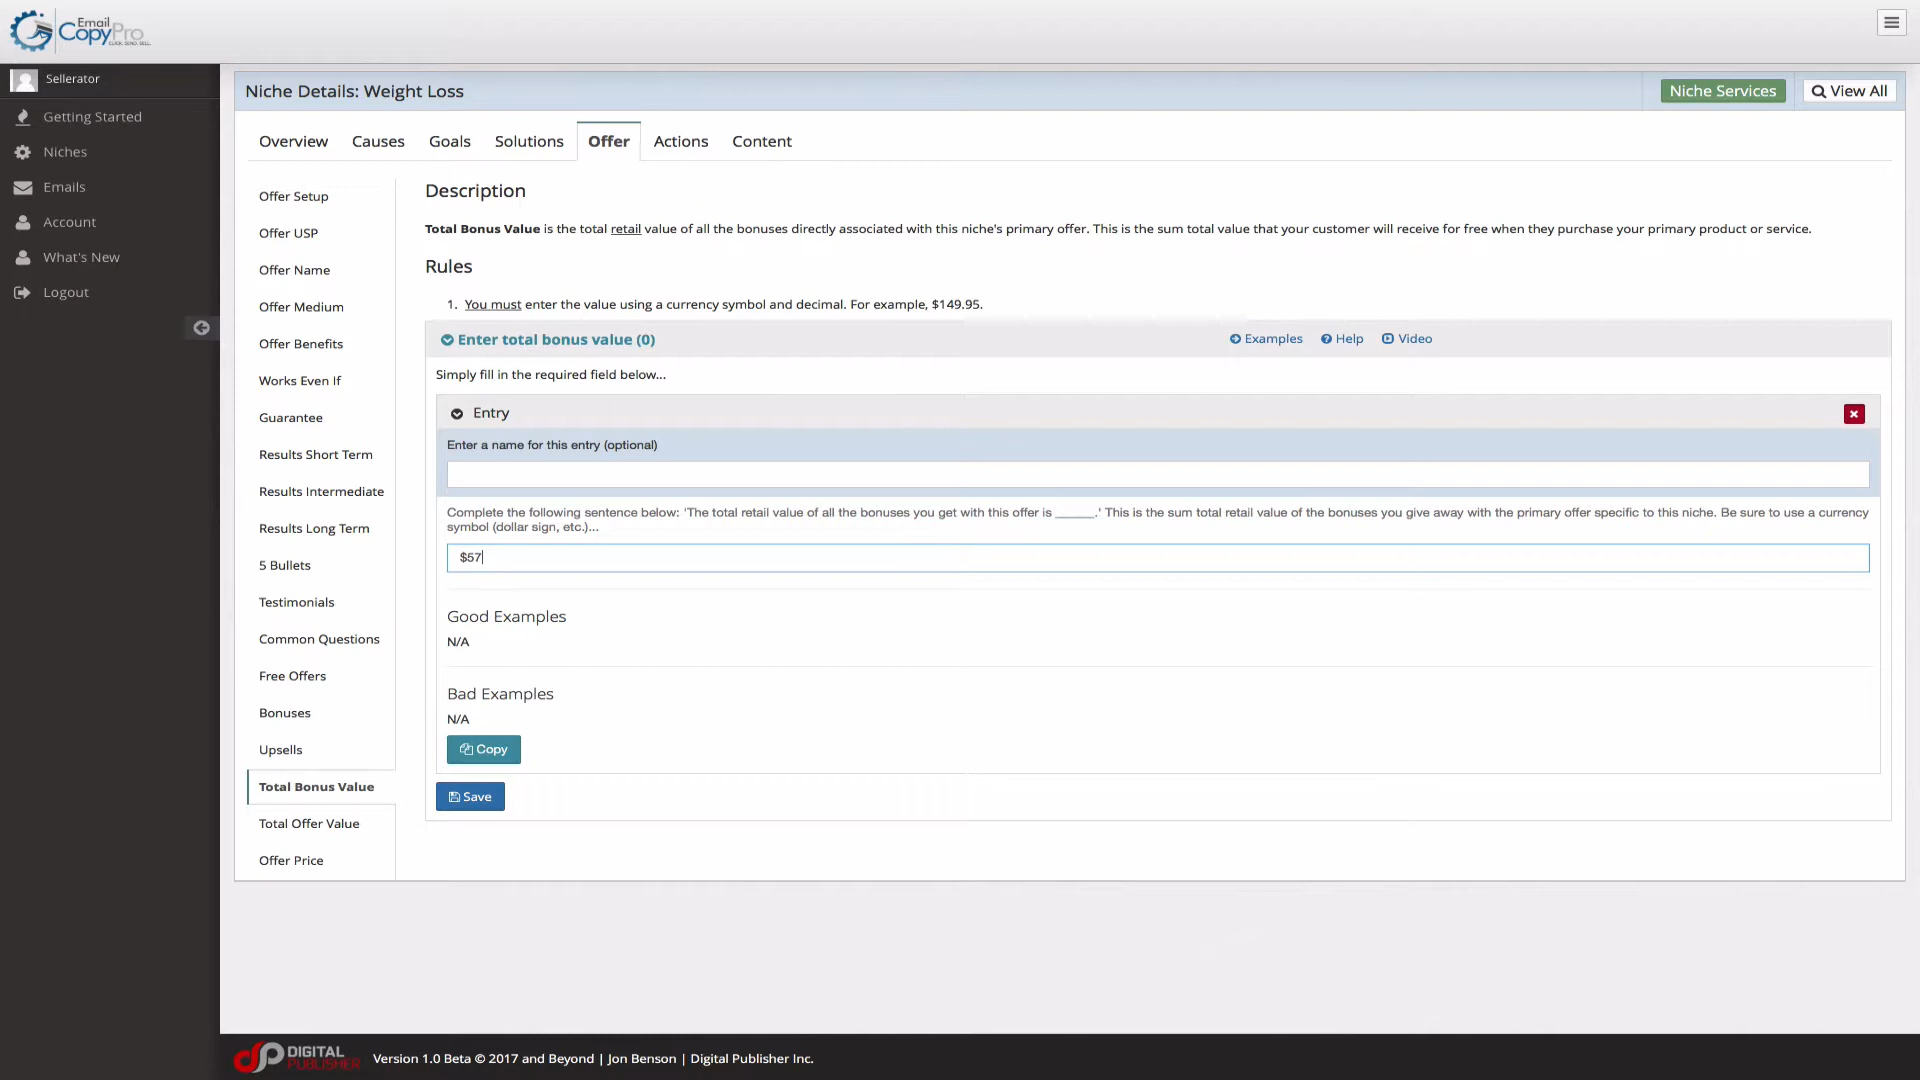 Email
CopyPro
CLICK. SEND. SELL.
Sellerator
Getting Started
Niches
Emails
Account
What's New
Logout
Niche Details: Weight Loss
Niche Services
View All
Overview
Causes
Goals
Solutions
Offer
Actions
Content
Offer Setup
Offer USP
Offer Name
Offer Medium
Offer Benefits
Works Even If
Guarantee
Results Short Term
Results Intermediate
Results Long Term
5 Bullets
Testimonials
Common Questions
Free Offers
Bonuses
Upsells
Total Bonus Value
Total Offer Value
Offer Price
Description
Total Bonus Value is the total retail value of all the bonuses directly associated with this niche's primary offer. This is the sum total value that your customer will receive for free when they purchase your primary product or service.
Rules
1. You must enter the value using a currency symbol and decimal. For example, $149.95.
Enter total bonus value (0)
Examples
Help
Video
Simply fill in the required field below...
Entry
Enter a name for this entry (optional)
Complete the following sentence below: 'The total retail value of all the bonuses you get with this offer is ______.' This is the sum total retail value of the bonuses you give away with the primary offer specific to this niche. Be sure to use a currency
symbol (dollar sign, etc.)...
$57
Good Examples
N/A
Bad Examples
N/A
Copy
Save
DIGITAL
PUBLISHER
Version 1.0 Beta © 2017 and Beyond | Jon Benson | Digital Publisher Inc.